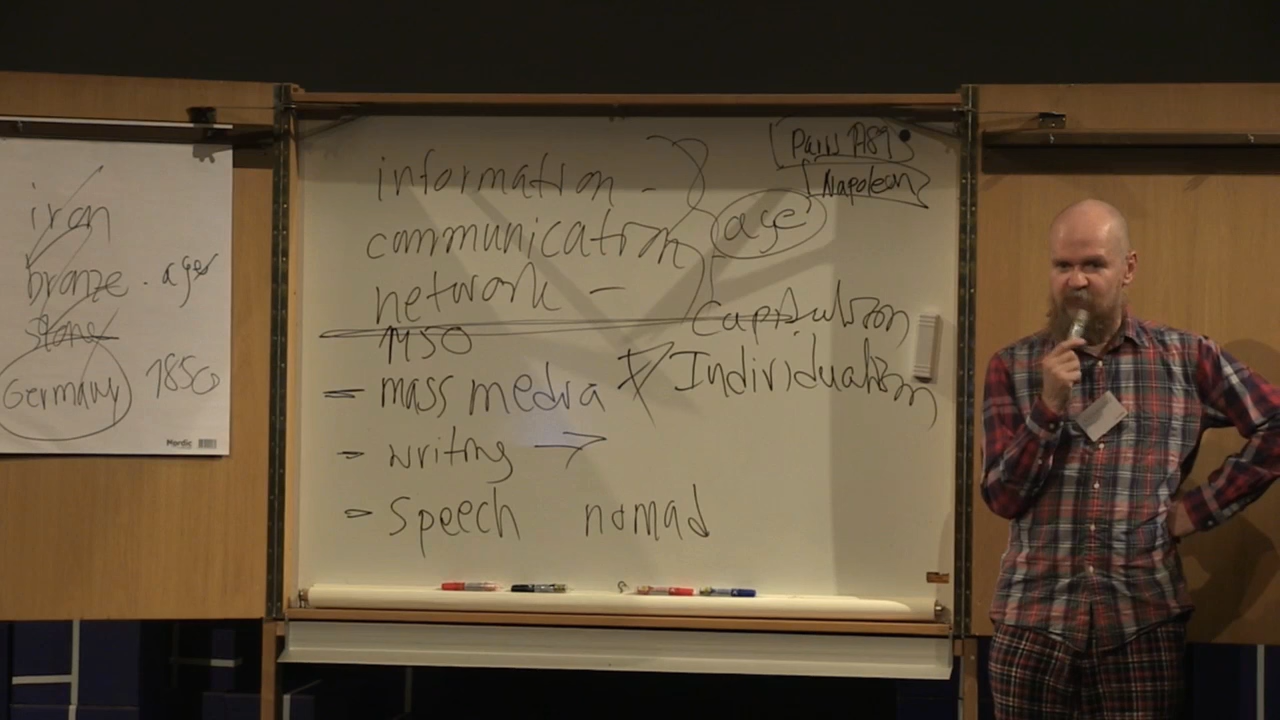 iron
bronze . ages
stone
Germany 1850
Nordic
information -
communication
network -
age
Paris 1789
Napoleon
Capitalism
1450
- mass media
Individualism
- writing →
- speech nomad